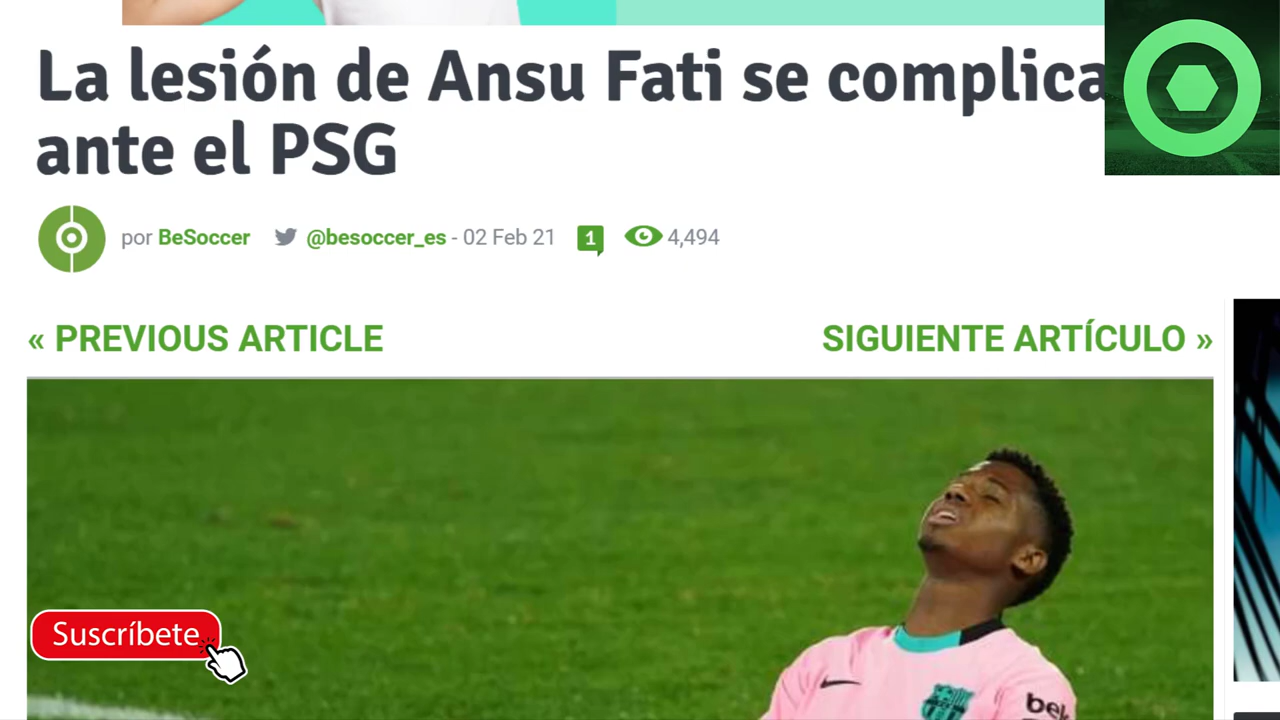 La lesión de Ansu Fati se complica
ante el PSG
por BeSoccer @besoccer_es - 02 Feb 21 1 4,494
« PREVIOUS ARTICLE SIGUIENTE ARTÍCULO »
Suscríbete
bek